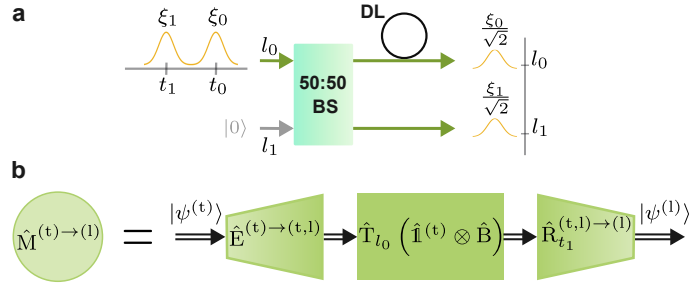 a
ξ₁ ξ₀
t₁ t₀
l₀
|0⟩
l₁
50:50
BS
DL
ξ₀/√2
l₀
ξ₁/√2
l₁
b
M̂⁽ᵗ⁾→⁽ˡ⁾ = |ψ⁽ᵗ⁾⟩ Ê⁽ᵗ⁾→⁽ᵗ,ˡ⁾ T̂_{l₀} (𝟙̂⁽ᵗ⁾ ⊗ B̂) R̂_{t₁}⁽ᵗ,ˡ⁾→⁽ˡ⁾ |ψ⁽ˡ⁾⟩